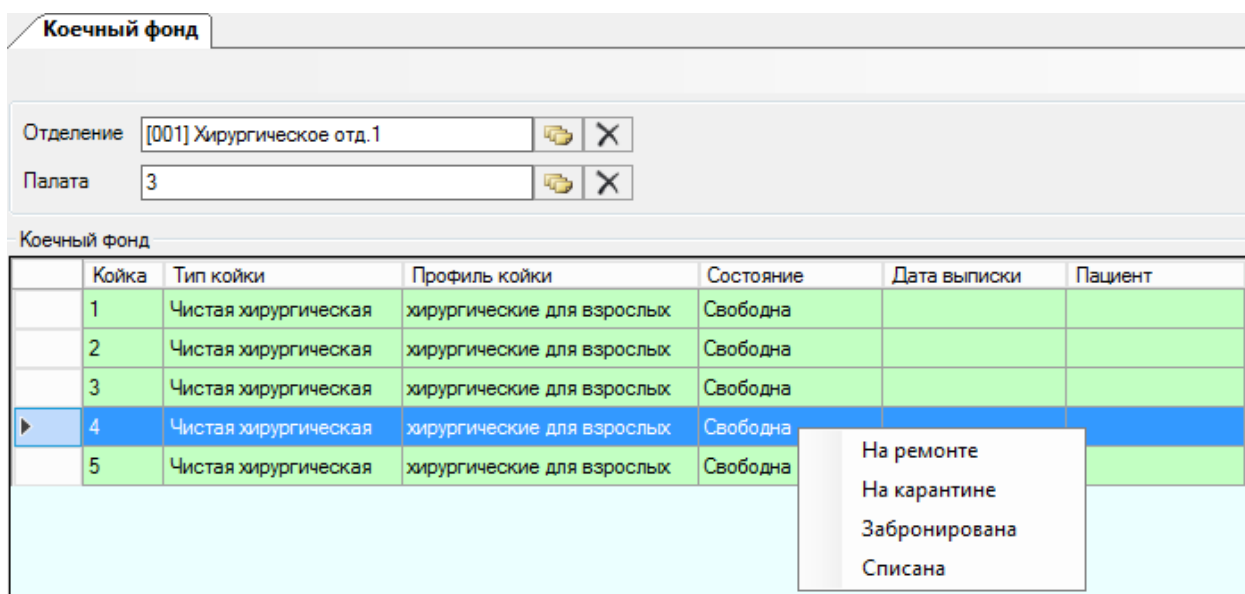 Коечный фонд
Отделение [001] Хирургическое отд.1
Палата 3
Коечный фонд
Койка Тип койки Профиль койки Состояние Дата выписки Пациент
1 Чистая хирургическая хирургические для взрослых Свободна
2 Чистая хирургическая хирургические для взрослых Свободна
3 Чистая хирургическая хирургические для взрослых Свободна
4 Чистая хирургическая хирургические для взрослых Свободна
5 Чистая хирургическая хирургические для взрослых Свободна
На ремонте
На карантине
Забронирована
Списана